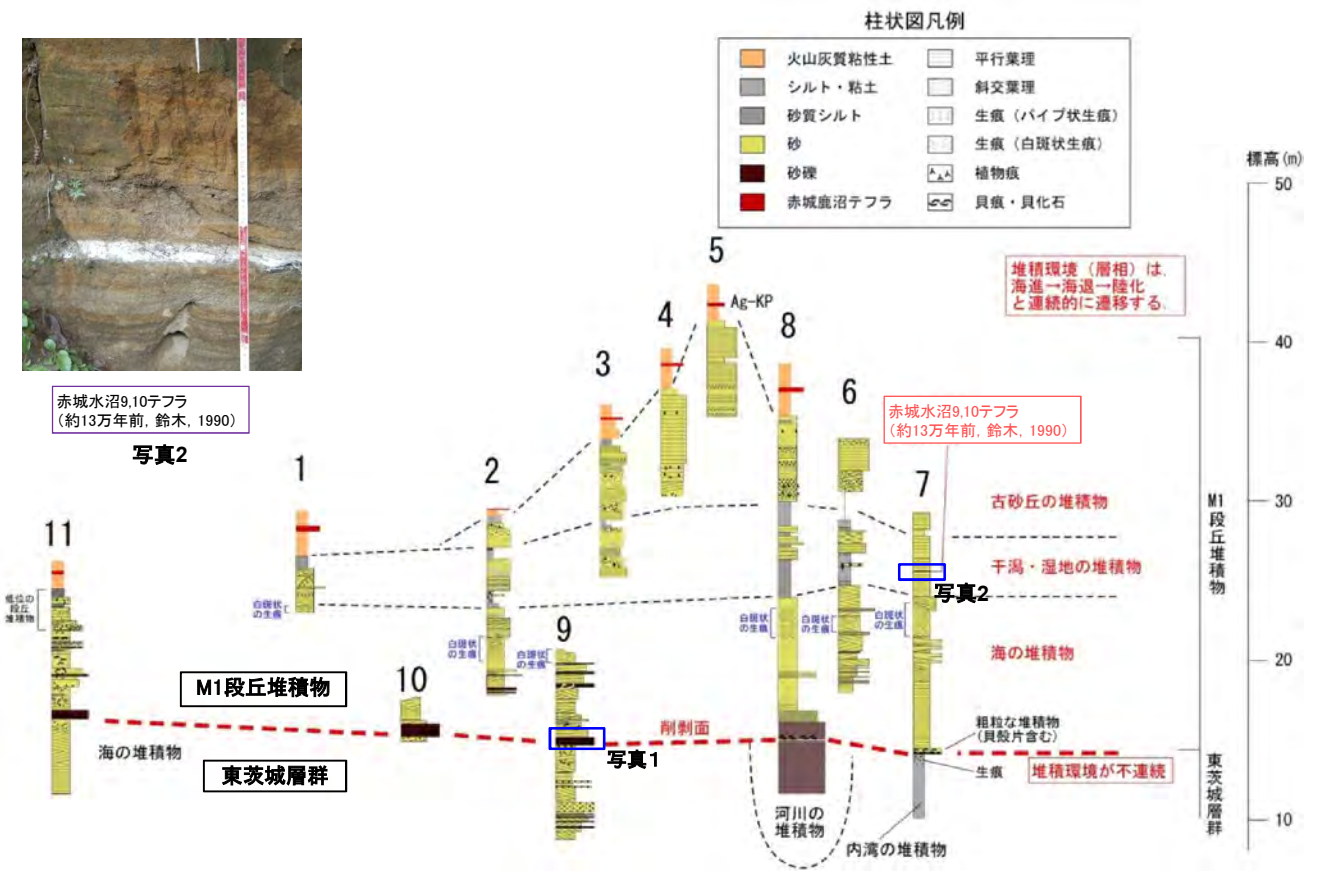 柱状図凡例
火山灰質粘性土
シルト・粘土
砂質シルト
砂
砂礫
赤城鹿沼テフラ
平行葉理
斜交葉理
生痕（パイプ状生痕）
生痕（白斑状生痕）
植物痕
貝痕・貝化石
標高(m)
50
40
30
20
10
赤城水沼9,10テフラ
(約13万年前, 鈴木, 1990)
写真2
堆積環境（層相）は、
海進→海退→陸化
と連続的に遷移する.
赤城水沼9,10テフラ
(約13万年前, 鈴木, 1990)
Ag-KP
11
1
2
3
4
5
8
6
7
10
9
古砂丘の堆積物
干潟・湿地の堆積物
海の堆積物
写真2
M1段丘堆積物
東茨城層群
低位の
段丘
堆積物
白斑状
の生痕
白斑状
の生痕
白斑状
の生痕
白斑状
の生痕
白斑状
の生痕
白斑状
の生痕
M1段丘堆積物
海の堆積物
東茨城層群
写真1
削剥面
粗粒な堆積物
(貝殻片含む)
生痕
堆積環境が不連続
河川の
堆積物
内湾の堆積物